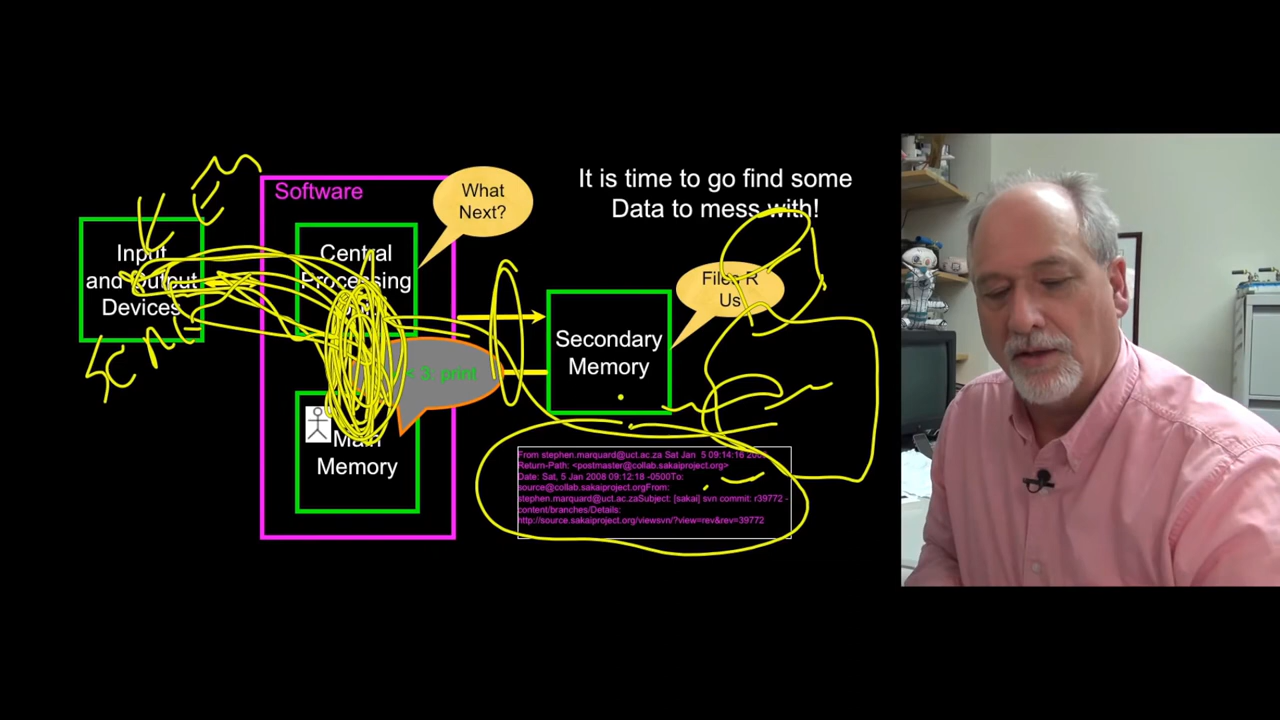 Software
What
Next?
It is time to go find some
Data to mess with!
Input
and Output
Devices
Central
Processing
Files R
Us
Secondary
Memory
< 3: print
Main
Memory
From stephen.marquard@uct.ac.za Sat Jan 5 09:14:16
Return-Path: <postmaster@collab.sakaiproject.org>
Date: Sat, 5 Jan 2008 09:12:18 -0500To:
source@collab.sakaiproject.orgFrom:
stephen.marquard@uct.ac.zaSubject: [sakai] svn commit: r39772 -
content/branches/Details:
http://source.sakaiproject.org/viewsvn/?view=rev&rev=39772